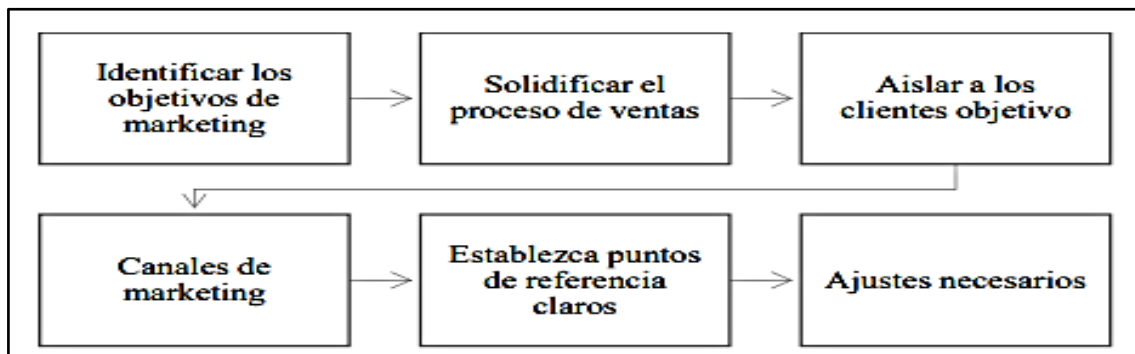 Identificar los
objetivos de
marketing
Solidificar el
proceso de ventas
Aislar a los
clientes objetivo
Canales de
marketing
Establezca puntos
de referencia
claros
Ajustes necesarios